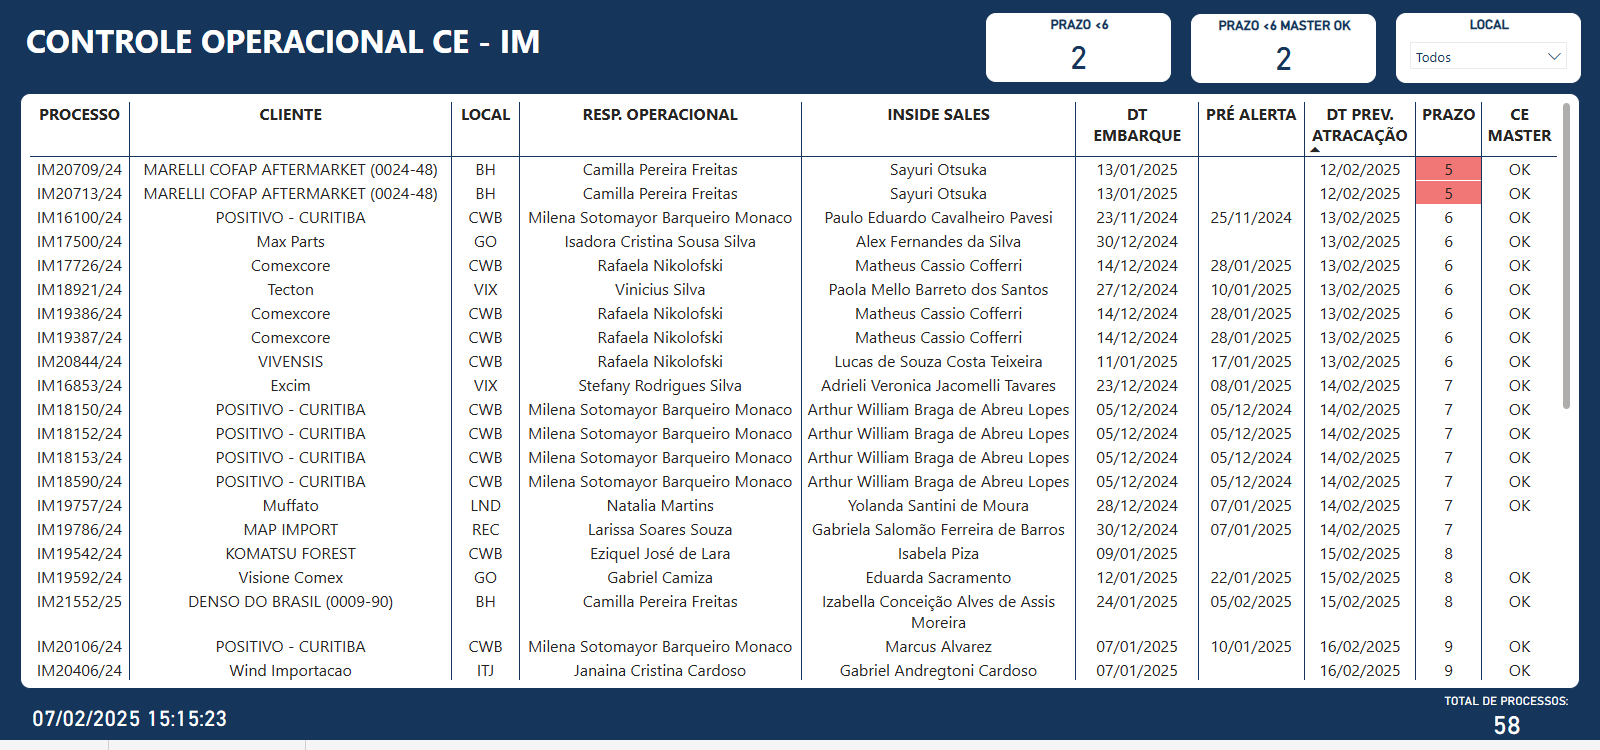 CONTROLE OPERACIONAL CE - IM
PRAZO <6
2
PRAZO <6 MASTER OK
2
LOCAL
Todos
PROCESSO CLIENTE LOCAL RESP. OPERACIONAL INSIDE SALES DT EMBARQUE PRÉ ALERTA DT PREV. ATRACAÇÃO PRAZO CE MASTER
IM20709/24 MARELLI COFAP AFTERMARKET (0024-48) BH Camilla Pereira Freitas Sayuri Otsuka 13/01/2025 12/02/2025 5 OK
IM20713/24 MARELLI COFAP AFTERMARKET (0024-48) BH Camilla Pereira Freitas Sayuri Otsuka 13/01/2025 12/02/2025 5 OK
IM16100/24 POSITIVO - CURITIBA CWB Milena Sotomayor Barqueiro Monaco Paulo Eduardo Cavalheiro Pavesi 23/11/2024 25/11/2024 13/02/2025 6 OK
IM17500/24 Max Parts GO Isadora Cristina Sousa Silva Alex Fernandes da Silva 30/12/2024 13/02/2025 6 OK
IM17726/24 Comexcore CWB Rafaela Nikolofski Matheus Cassio Cofferri 14/12/2024 28/01/2025 13/02/2025 6 OK
IM18921/24 Tecton VIX Vinicius Silva Paola Mello Barreto dos Santos 27/12/2024 10/01/2025 13/02/2025 6 OK
IM19386/24 Comexcore CWB Rafaela Nikolofski Matheus Cassio Cofferri 14/12/2024 28/01/2025 13/02/2025 6 OK
IM19387/24 Comexcore CWB Rafaela Nikolofski Matheus Cassio Cofferri 14/12/2024 28/01/2025 13/02/2025 6 OK
IM20844/24 VIVENSIS CWB Rafaela Nikolofski Lucas de Souza Costa Teixeira 11/01/2025 17/01/2025 13/02/2025 6 OK
IM16853/24 Excim VIX Stefany Rodrigues Silva Adrieli Veronica Jacomelli Tavares 23/12/2024 08/01/2025 14/02/2025 7 OK
IM18150/24 POSITIVO - CURITIBA CWB Milena Sotomayor Barqueiro Monaco Arthur William Braga de Abreu Lopes 05/12/2024 05/12/2024 14/02/2025 7 OK
IM18152/24 POSITIVO - CURITIBA CWB Milena Sotomayor Barqueiro Monaco Arthur William Braga de Abreu Lopes 05/12/2024 05/12/2024 14/02/2025 7 OK
IM18153/24 POSITIVO - CURITIBA CWB Milena Sotomayor Barqueiro Monaco Arthur William Braga de Abreu Lopes 05/12/2024 05/12/2024 14/02/2025 7 OK
IM18590/24 POSITIVO - CURITIBA CWB Milena Sotomayor Barqueiro Monaco Arthur William Braga de Abreu Lopes 05/12/2024 05/12/2024 14/02/2025 7 OK
IM19757/24 Muffato LND Natalia Martins Yolanda Santini de Moura 28/12/2024 07/01/2025 14/02/2025 7 OK
IM19786/24 MAP IMPORT REC Larissa Soares Souza Gabriela Salomão Ferreira de Barros 30/12/2024 07/01/2025 14/02/2025 7
IM19542/24 KOMATSU FOREST CWB Eziquel José de Lara Isabela Piza 09/01/2025 15/02/2025 8
IM19592/24 Visione Comex GO Gabriel Camiza Eduarda Sacramento 12/01/2025 22/01/2025 15/02/2025 8 OK
IM21552/25 DENSO DO BRASIL (0009-90) BH Camilla Pereira Freitas Izabella Conceição Alves de Assis Moreira 24/01/2025 05/02/2025 15/02/2025 8 OK
IM20106/24 POSITIVO - CURITIBA CWB Milena Sotomayor Barqueiro Monaco Marcus Alvarez 07/01/2025 10/01/2025 16/02/2025 9 OK
IM20406/24 Wind Importacao ITJ Janaina Cristina Cardoso Gabriel Andregtoni Cardoso 07/01/2025 16/02/2025 9 OK
07/02/2025 15:15:23
TOTAL DE PROCESSOS:
58